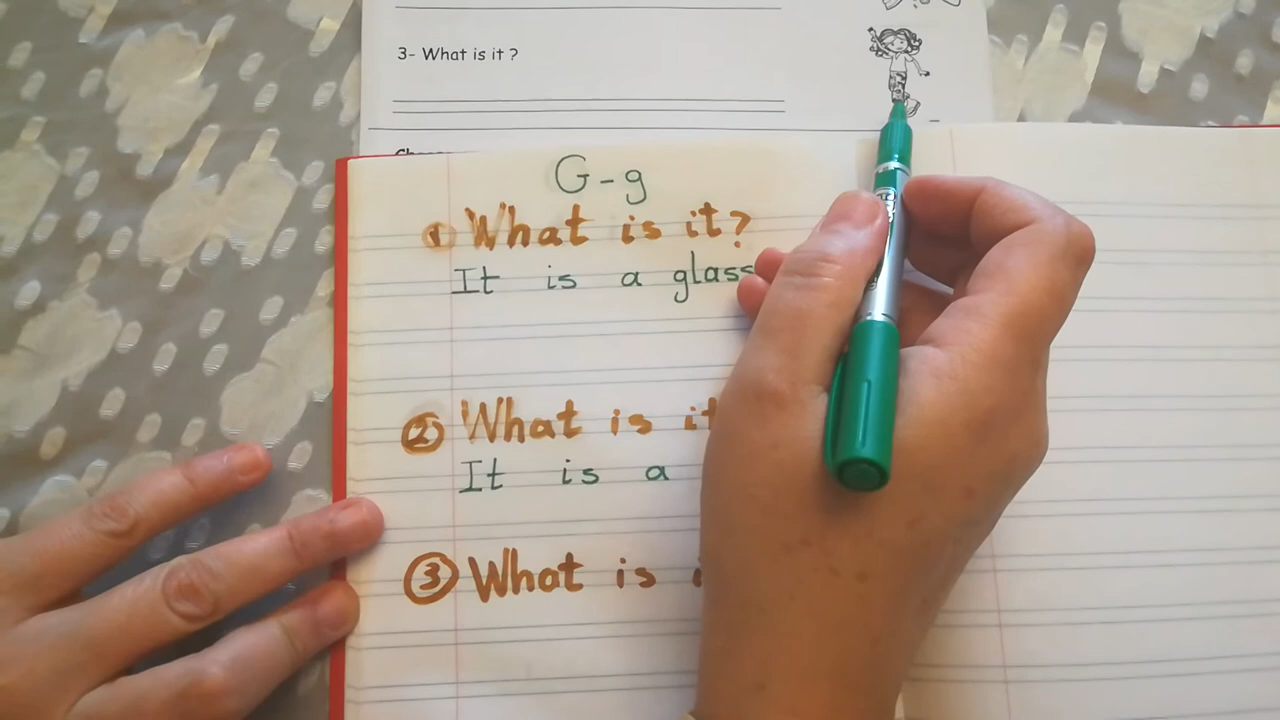 3- What is it ?
G-g
1 What is it?
It is a glass
2 What is it
It is a
3 What is